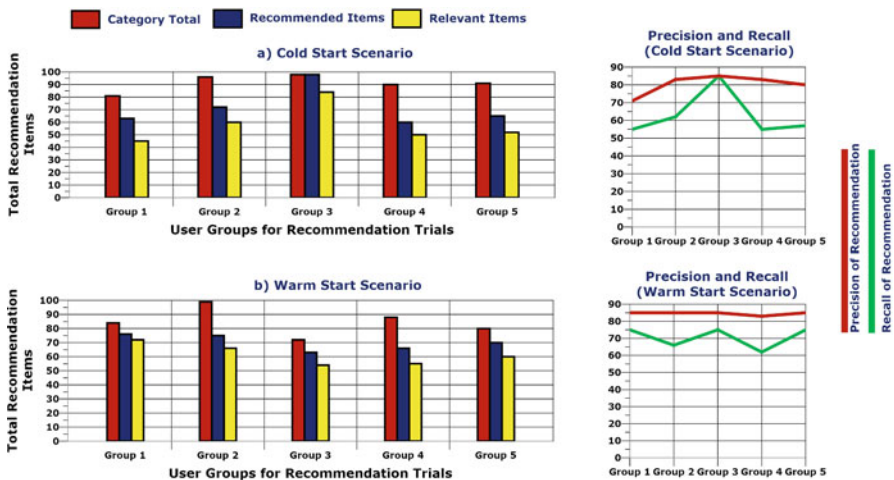 Category Total Recommended Items Relevant Items
a) Cold Start Scenario
Total Recommendation
Items
100
90
80
70
60
50
40
30
20
10
0
Group 1 Group 2 Group 3 Group 4 Group 5
User Groups for Recommendation Trials
Precision and Recall
(Cold Start Scenario)
90
80
70
60
50
40
30
20
10
0
Group 1 Group 2 Group 3 Group 4 Group 5
b) Warm Start Scenario
Total Recommendation
Items
100
90
80
70
60
50
40
30
20
10
0
Group 1 Group 2 Group 3 Group 4 Group 5
User Groups for Recommendation Trials
Precision and Recall
(Warm Start Scenario)
90
80
70
60
50
40
30
20
10
0
Group 1 Group 2 Group 3 Group 4 Group 5
Precision of Recommendation
Recall of Recommendation